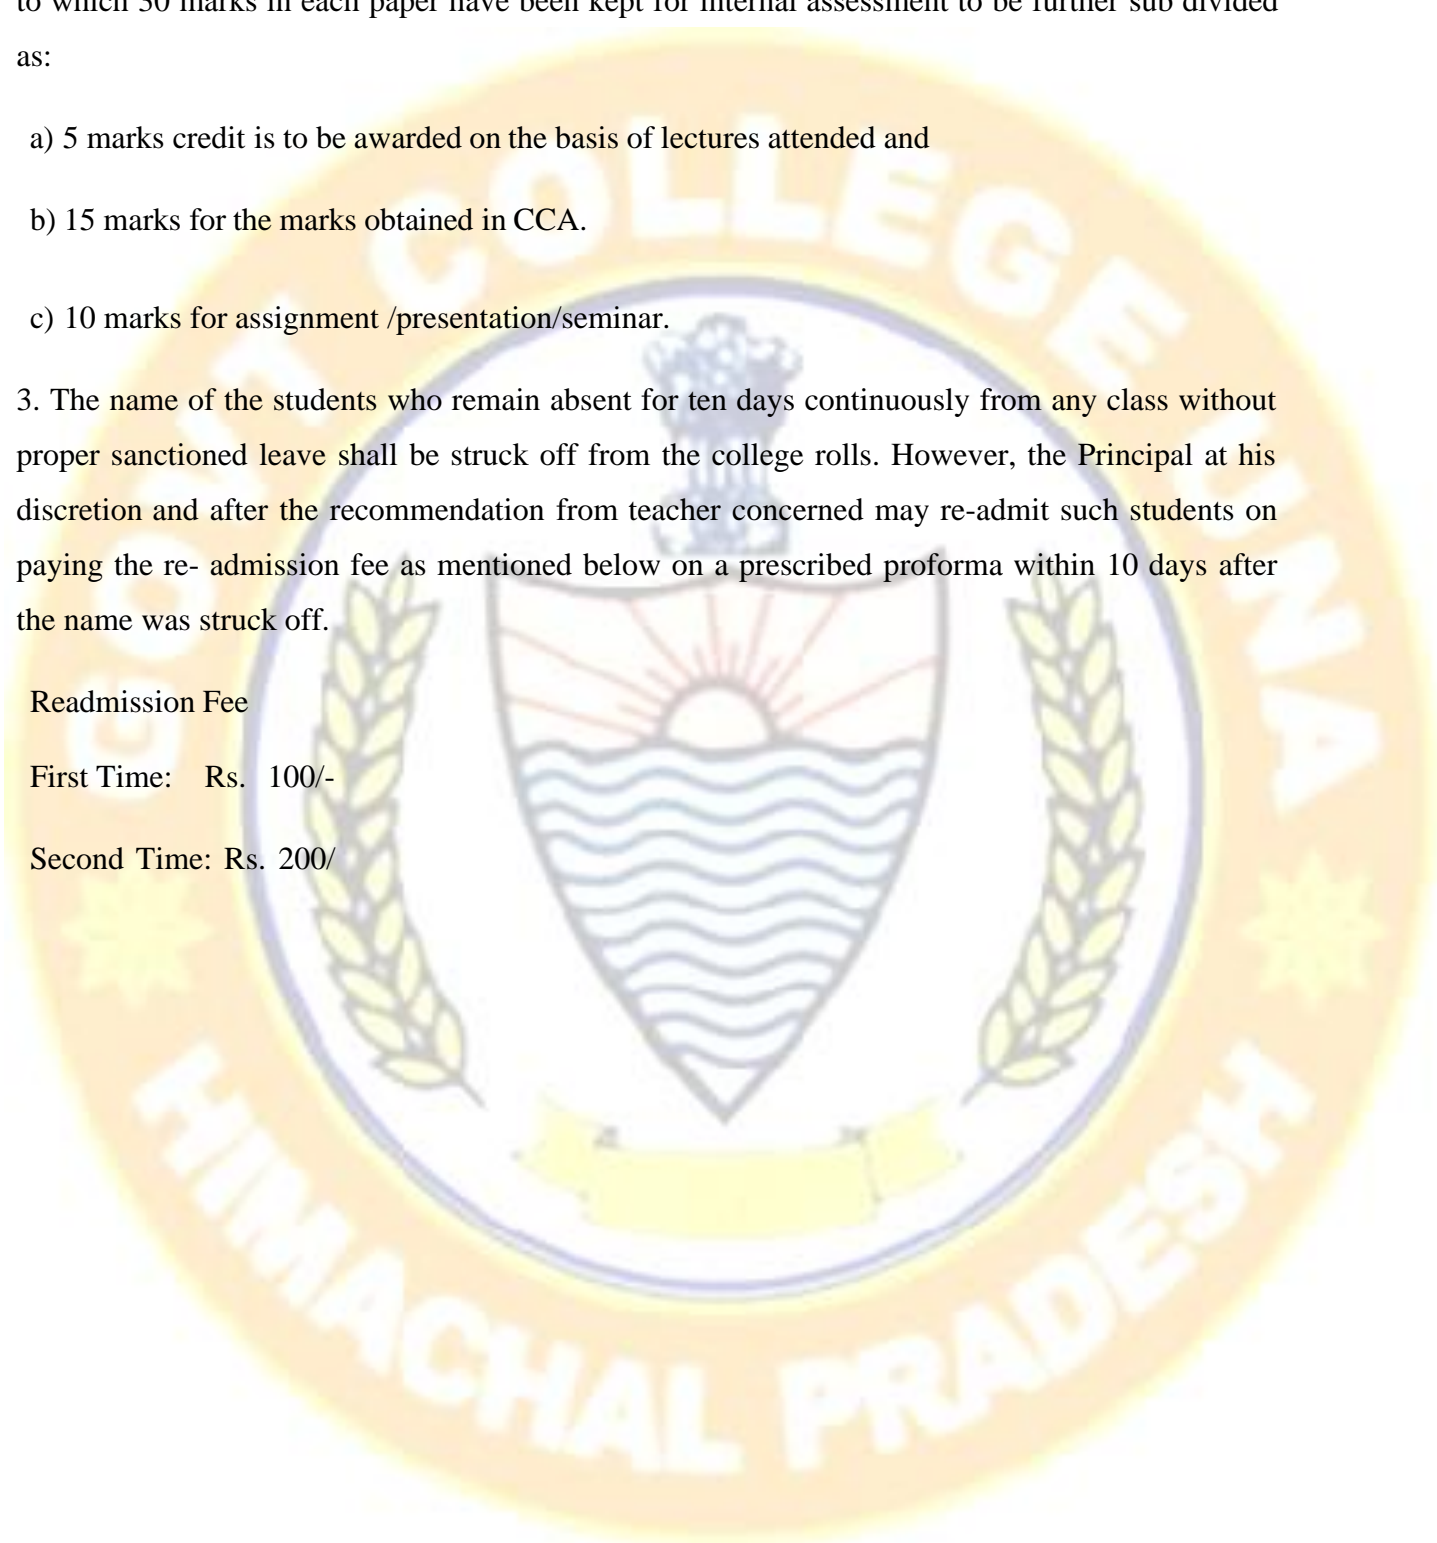 to which 30 marks in each paper have been kept for internal assessment to be further sub divided
as:
a) 5 marks credit is to be awarded on the basis of lectures attended and
b) 15 marks for the marks obtained in CCA.
c) 10 marks for assignment /presentation/seminar.
3. The name of the students who remain absent for ten days continuously from any class without
proper sanctioned leave shall be struck off from the college rolls. However, the Principal at his
discretion and after the recommendation from teacher concerned may re-admit such students on
paying the re- admission fee as mentioned below on a prescribed proforma within 10 days after
the name was struck off.
Readmission Fee
First Time: Rs. 100/-
Second Time: Rs. 200/
GOVT COLLEGE UNA
HIMACHAL PRADESH